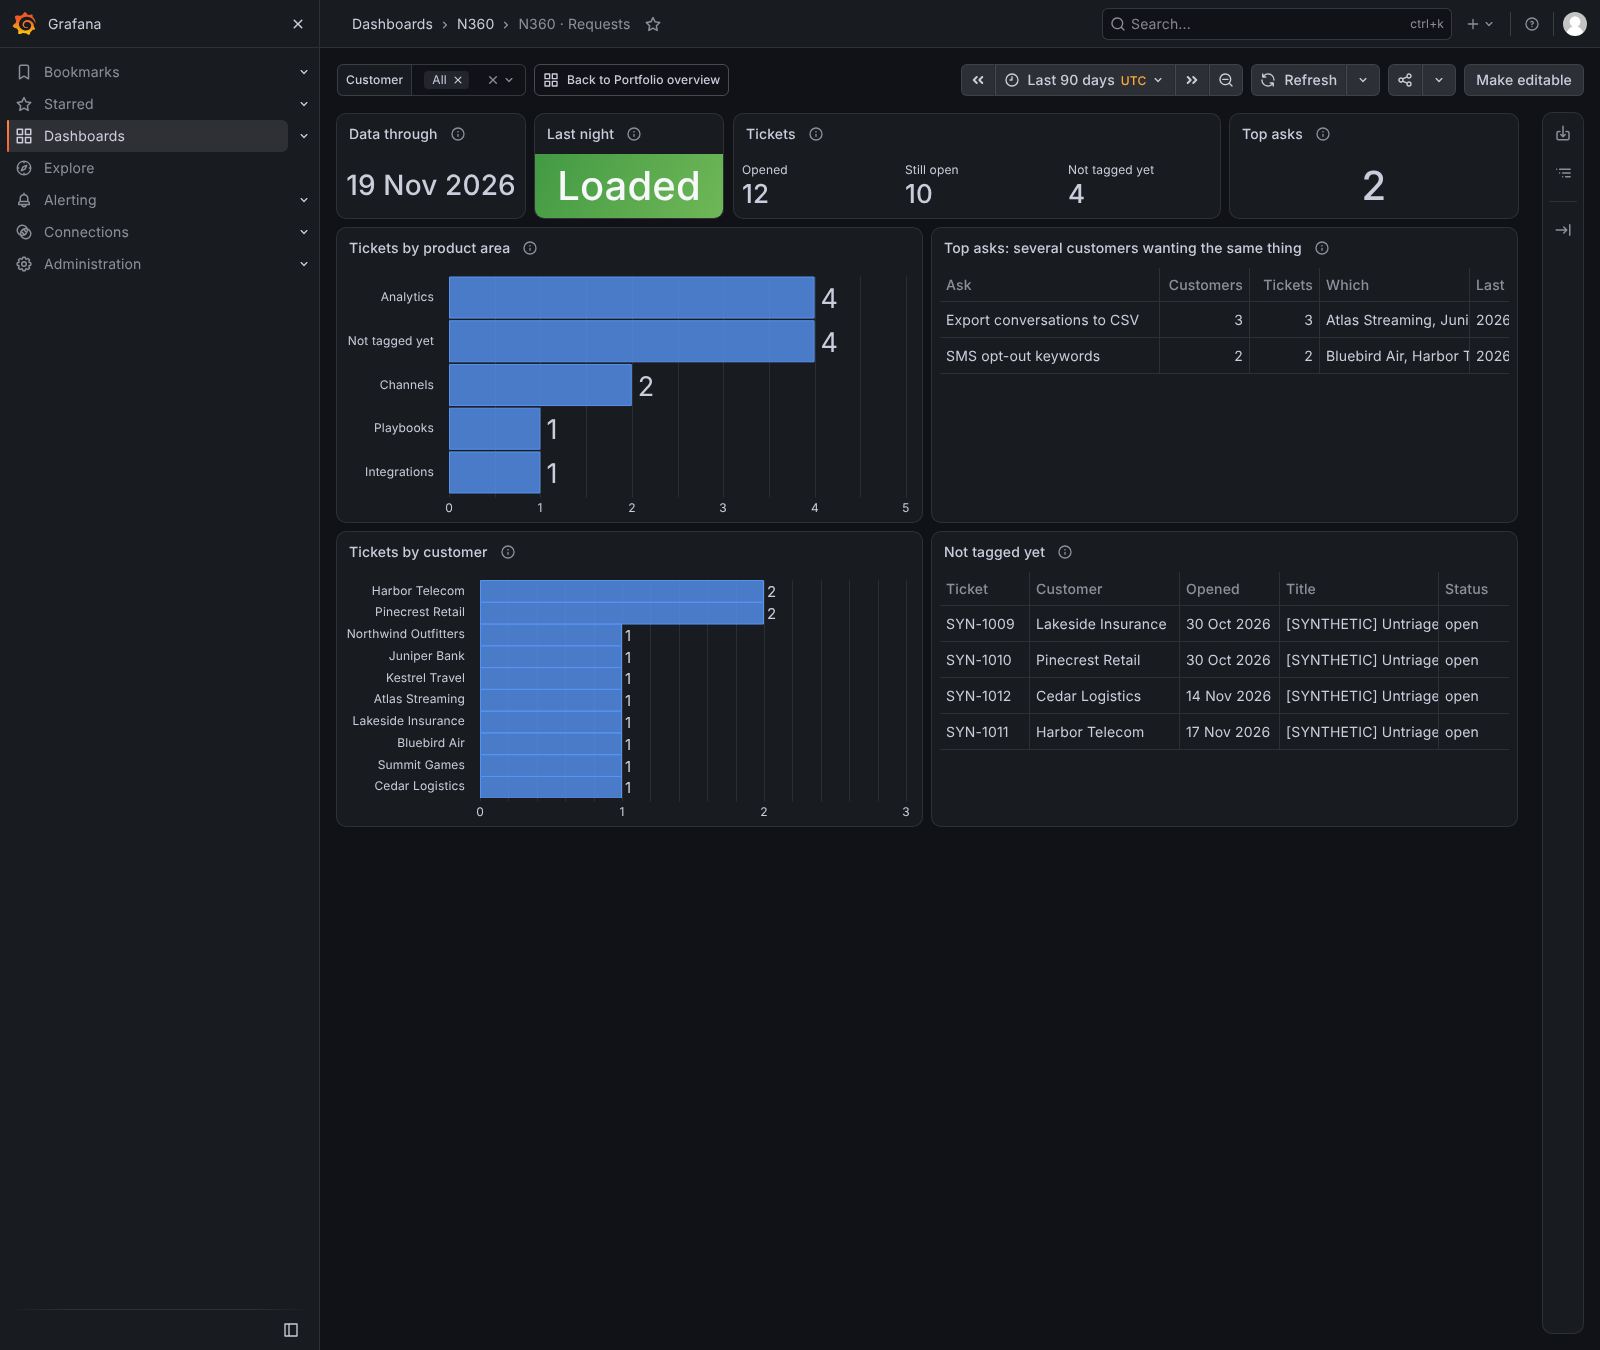 Grafana
Dashboards › N360 › N360 · Requests
Search...
ctrl+k
Bookmarks
Starred
Dashboards
Explore
Alerting
Connections
Administration
Customer
All
Back to Portfolio overview
Last 90 days UTC
Refresh
Make editable
Data through
19 Nov 2026
Last night
Loaded
Tickets
Opened
12
Still open
10
Not tagged yet
4
Top asks
2
Tickets by product area
Analytics 4
Not tagged yet 4
Channels 2
Playbooks 1
Integrations 1
0 1 2 3 4 5
Top asks: several customers wanting the same thing
Ask Customers Tickets Which Last
Export conversations to CSV 3 3 Atlas Streaming, Juni 2026
SMS opt-out keywords 2 2 Bluebird Air, Harbor T 2026
Tickets by customer
Harbor Telecom 2
Pinecrest Retail 2
Northwind Outfitters 1
Juniper Bank 1
Kestrel Travel 1
Atlas Streaming 1
Lakeside Insurance 1
Bluebird Air 1
Summit Games 1
Cedar Logistics 1
0 1 2 3
Not tagged yet
Ticket Customer Opened Title Status
SYN-1009 Lakeside Insurance 30 Oct 2026 [SYNTHETIC] Untriage open
SYN-1010 Pinecrest Retail 30 Oct 2026 [SYNTHETIC] Untriage open
SYN-1012 Cedar Logistics 14 Nov 2026 [SYNTHETIC] Untriage open
SYN-1011 Harbor Telecom 17 Nov 2026 [SYNTHETIC] Untriage open